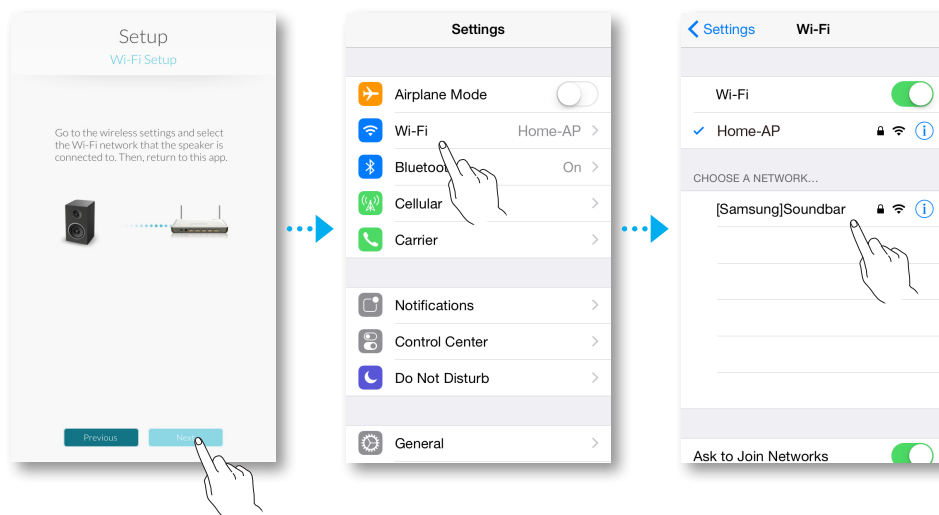 Setup
Wi-Fi Setup
Go to the wireless settings and select
the Wi-Fi network that the speaker is
connected to. Then, return to this app.
Previous
Next
Settings
Airplane Mode
Wi-Fi Home-AP
On
Cellular
Carrier
Notifications
Control Center
Do Not Disturb
General
Settings Wi-Fi
Wi-Fi
Home-AP
CHOOSE A NETWORK...
[Samsung]Soundbar
Ask to Join Networks